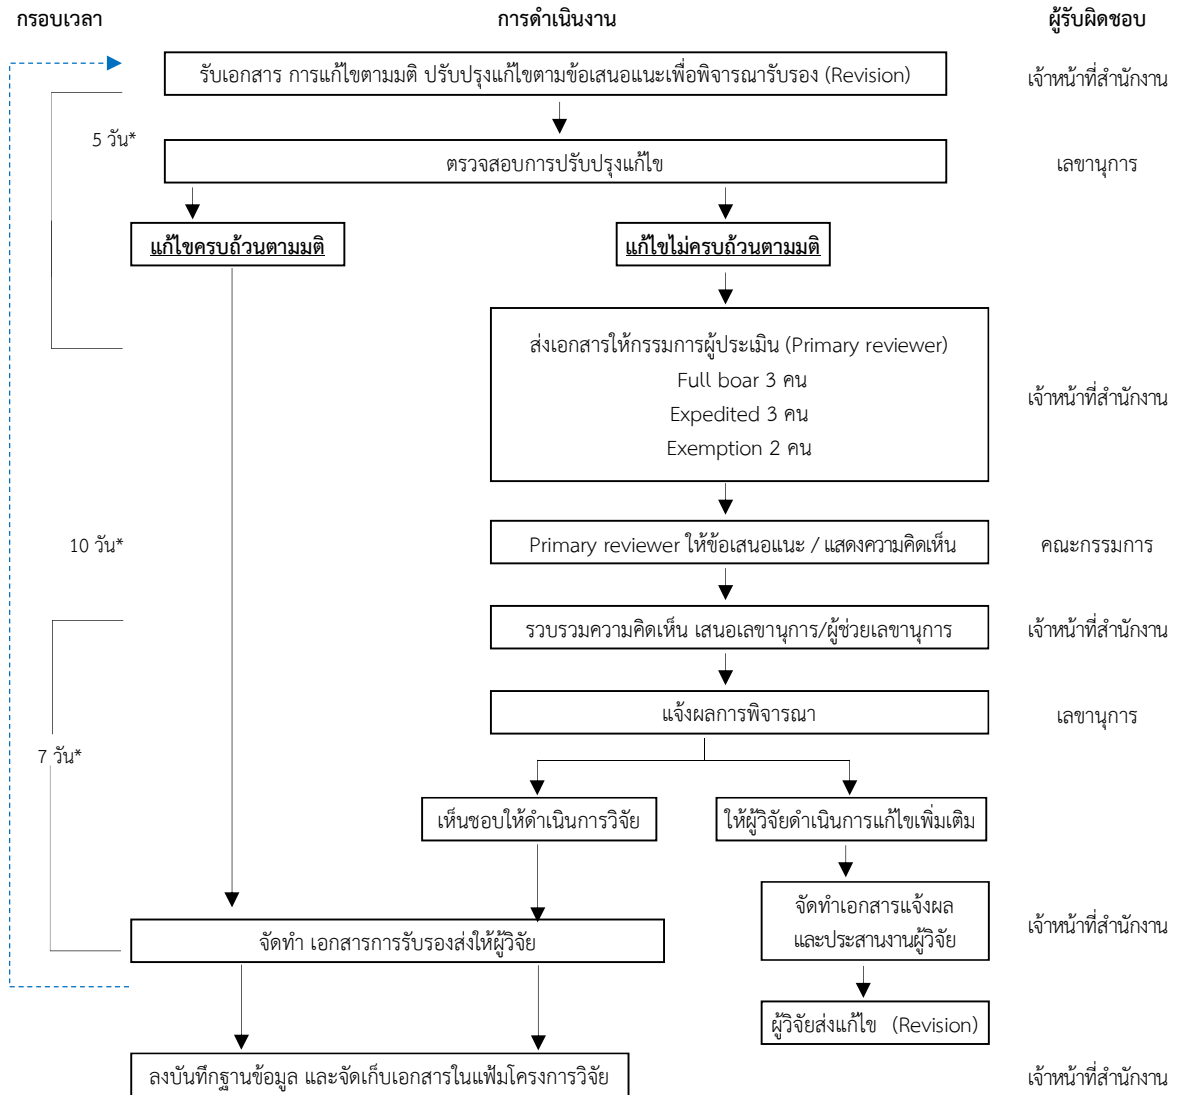 กรอบเวลา การดำเนินงาน ผู้รับผิดชอบ
รับเอกสาร การแก้ไขตามมติ ปรับปรุงแก้ไขตามข้อเสนอแนะเพื่อพิจารณารับรอง (Revision)
เจ้าหน้าที่สำนักงาน
5 วัน*
ตรวจสอบการปรับปรุงแก้ไข
เลขานุการ
แก้ไขครบถ้วนตามมติ
แก้ไขไม่ครบถ้วนตามมติ
ส่งเอกสารให้กรรมการผู้ประเมิน (Primary reviewer)
Full boar 3 คน
Expedited 3 คน
Exemption 2 คน
เจ้าหน้าที่สำนักงาน
10 วัน*
Primary reviewer ให้ข้อเสนอแนะ / แสดงความคิดเห็น
คณะกรรมการ
รวบรวมความคิดเห็น เสนอเลขานุการ/ผู้ช่วยเลขานุการ
เจ้าหน้าที่สำนักงาน
แจ้งผลการพิจารณา
เลขานุการ
7 วัน*
เห็นชอบให้ดำเนินการวิจัย
ให้ผู้วิจัยดำเนินการแก้ไขเพิ่มเติม
จัดทำเอกสารแจ้งผล
และประสานงานผู้วิจัย
เจ้าหน้าที่สำนักงาน
จัดทำ เอกสารการรับรองส่งให้ผู้วิจัย
ผู้วิจัยส่งแก้ไข (Revision)
ลงบันทึกฐานข้อมูล และจัดเก็บเอกสารในแฟ้มโครงการวิจัย
เจ้าหน้าที่สำนักงาน